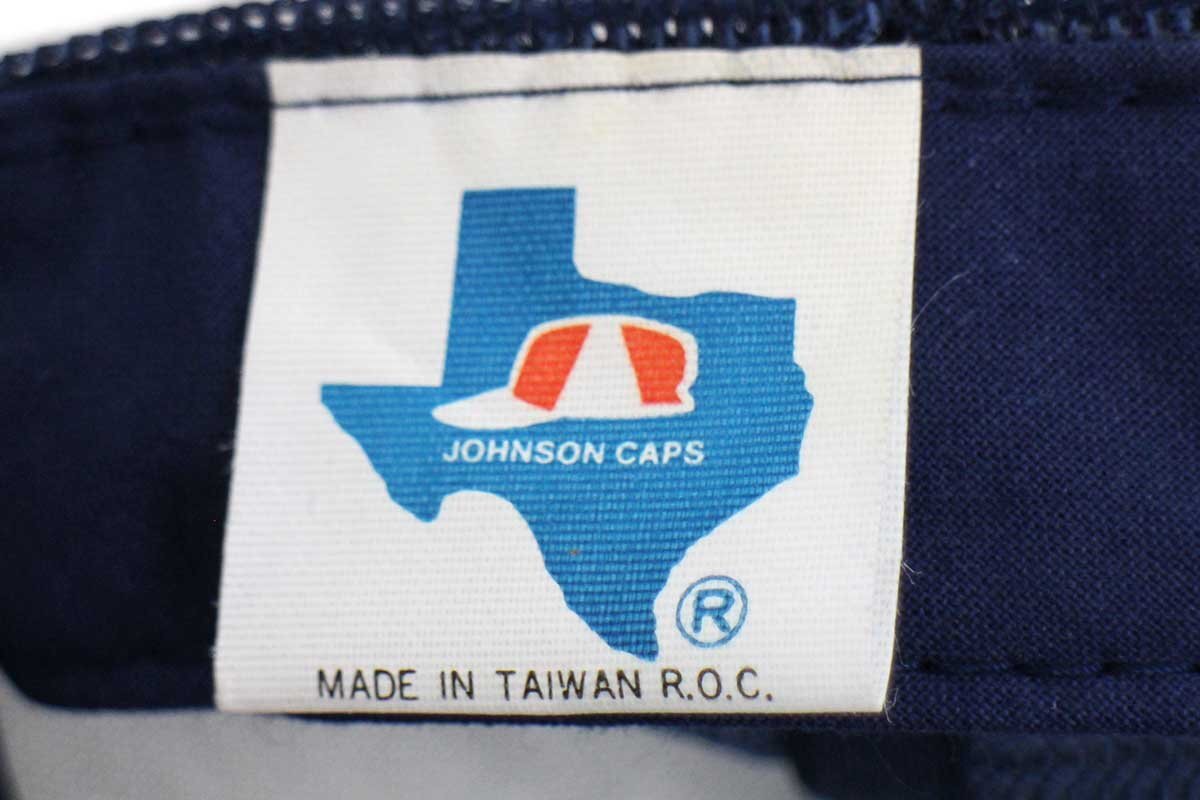 JOHNSON CAPS
®
MADE IN TAIWAN R.O.C.